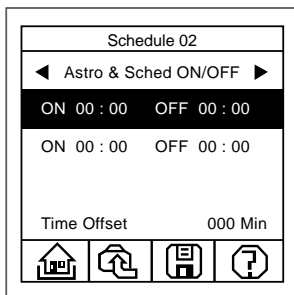 Schedule 02
Astro & Sched ON/OFF
ON 00 : 00 OFF 00 : 00
ON 00 : 00 OFF 00 : 00
Time Offset 000 Min
?